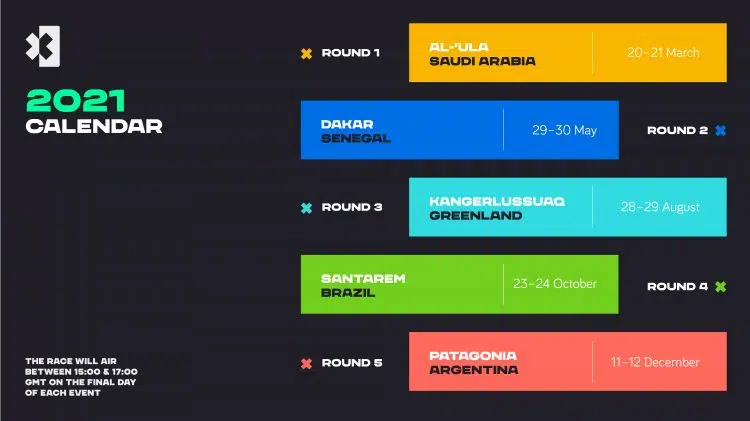 2021
CALENDAR
ROUND 1
AL-'ULA
SAUDI ARABIA
20–21 March
DAKAR
SENEGAL
29–30 May
ROUND 2
ROUND 3
KANGERLUSSUAQ
GREENLAND
28–29 August
SANTAREM
BRAZIL
23–24 October
ROUND 4
ROUND 5
PATAGONIA
ARGENTINA
11–12 December
THE RACE WILL AIR
BETWEEN 15:00 & 17:00
GMT ON THE FINAL DAY
OF EACH EVENT